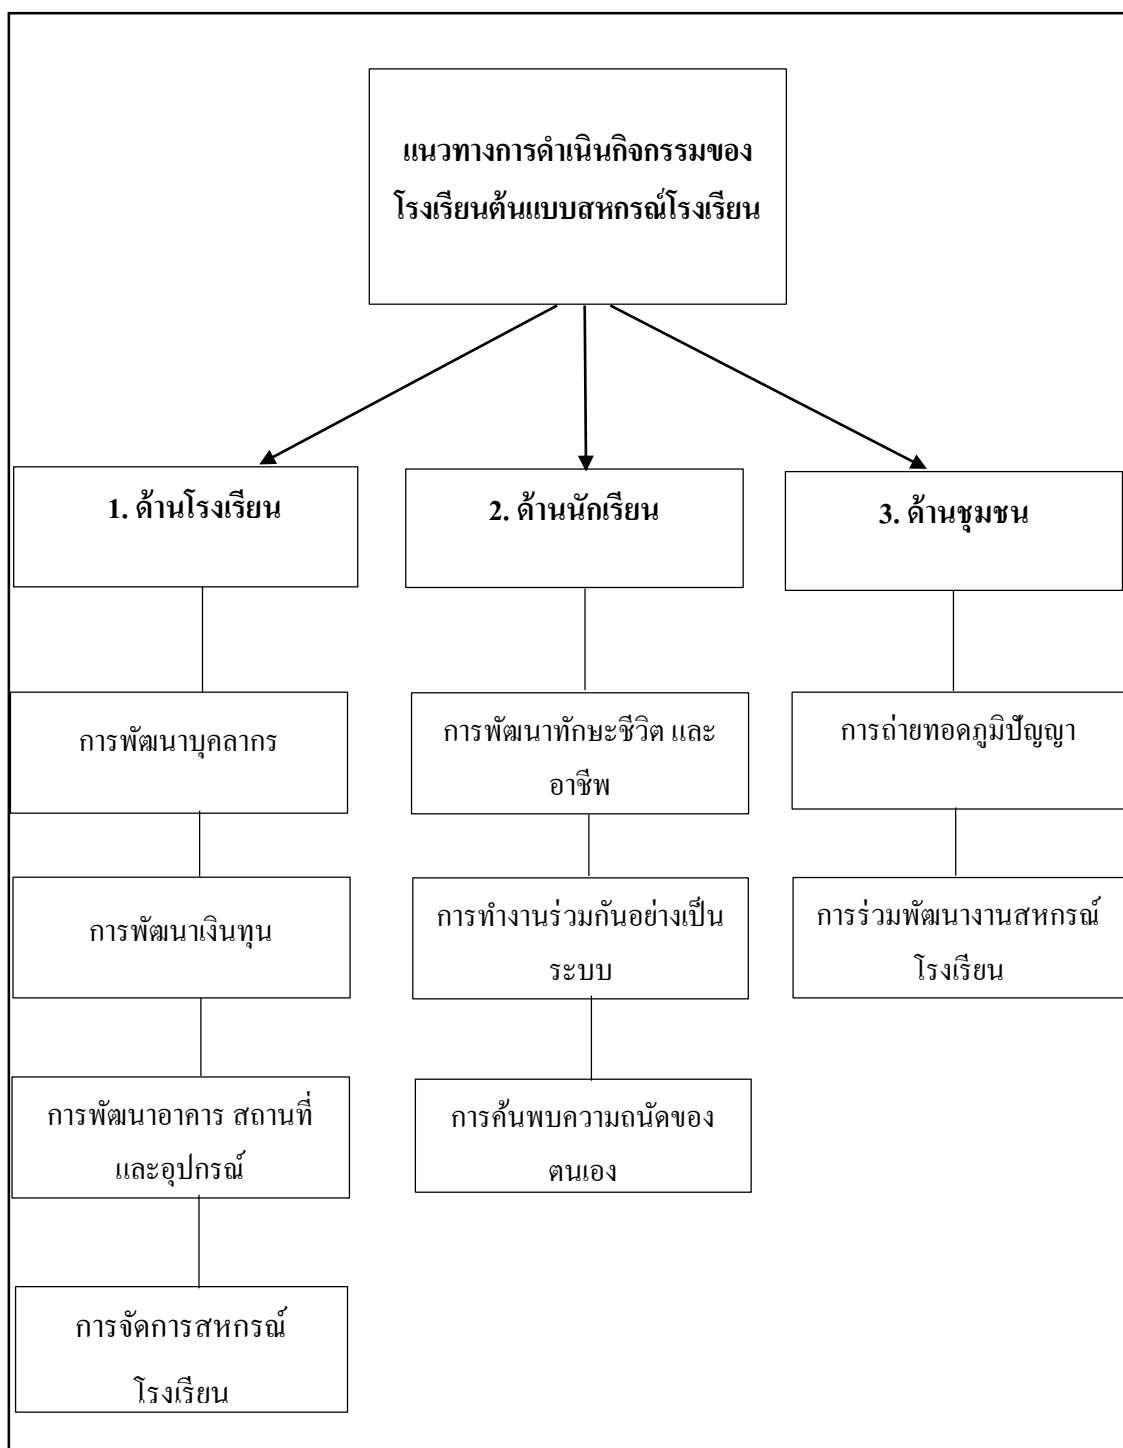 แนวทางการดำเนินกิจกรรมของ
โรงเรียนต้นแบบสหกรณ์โรงเรียน
1. ด้านโรงเรียน
2. ด้านนักเรียน
3. ด้านชุมชน
การพัฒนาบุคลากร
การพัฒนาทักษะชีวิต และ
อาชีพ
การถ่ายทอดภูมิปัญญา
การพัฒนาเงินทุน
การทำงานร่วมกันอย่างเป็น
ระบบ
การร่วมพัฒนางานสหกรณ์
โรงเรียน
การพัฒนาอาคาร สถานที่
และอุปกรณ์
การค้นพบความถนัดของ
ตนเอง
การจัดการสหกรณ์
โรงเรียน